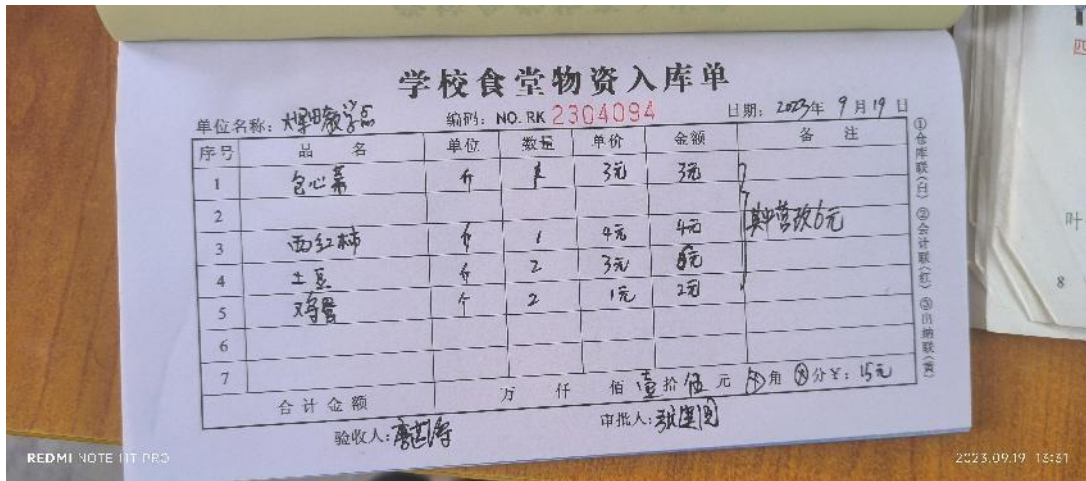 学校食堂物资入库单
单位名称：大旱田教学点 编码：NO.RK 2304094 日期：2023年9月19日
序号 品名 单位 数量 单价 金额 备注
1 包心菜 斤 1 3元 3元
2
3 西红柿 斤 1 4元 4元 其中营改6元
4 土豆 斤 2 3元 6元
5 鸡蛋 个 2 1元 2元
6
7
合计金额 万 仟 佰 壹拾伍元 角 分 ￥：15元
验收人： 审批人：张建国
①仓库联（白） ②会计联（红） ③出纳联（黄）
叶
8
REDMI NOTE 11T PRO
2023.09.19 13:31